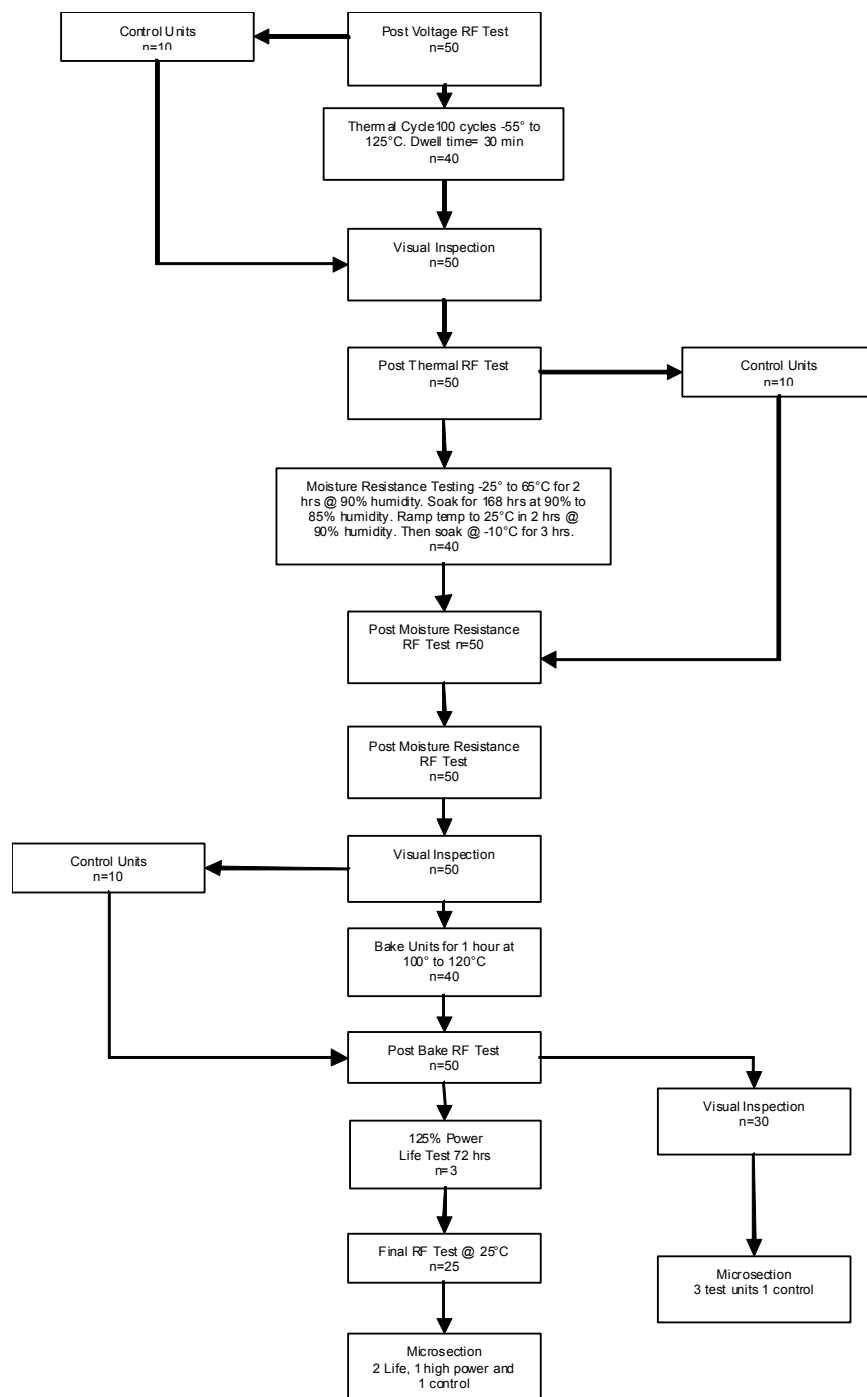 Control Units
n=10
Post Voltage RF Test
n=50
Thermal Cycle100 cycles -55° to
125°C. Dwell time= 30 min
n=40
Visual Inspection
n=50
Post Thermal RF Test
n=50
Control Units
n=10
Moisture Resistance Testing -25° to 65°C for 2
hrs @ 90% humidity. Soak for 168 hrs at 90% to
85% humidity. Ramp temp to 25°C in 2 hrs @
90% humidity. Then soak @ -10°C for 3 hrs.
n=40
Post Moisture Resistance
RF Test n=50
Post Moisture Resistance
RF Test
n=50
Control Units
n=10
Visual Inspection
n=50
Bake Units for 1 hour at
100° to 120°C
n=40
Post Bake RF Test
n=50
Visual Inspection
n=30
125% Power
Life Test 72 hrs
n=3
Final RF Test @ 25°C
n=25
Microsection
3 test units 1 control
Microsection
2 Life, 1 high power and
1 control